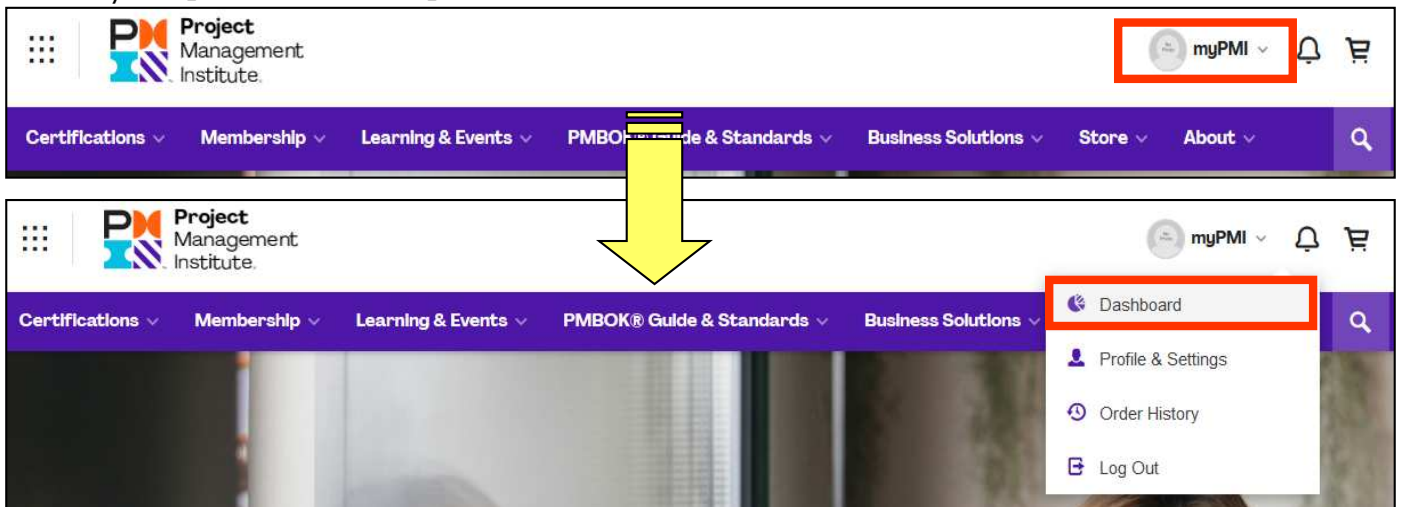 Project
Management
Institute.
myPMI
Certifications Membership Learning & Events PMBOK® Guide & Standards Business Solutions Store About
Project
Management
Institute.
myPMI
Certifications Membership Learning & Events PMBOK® Guide & Standards Business Solutions
Dashboard
Profile & Settings
Order History
Log Out